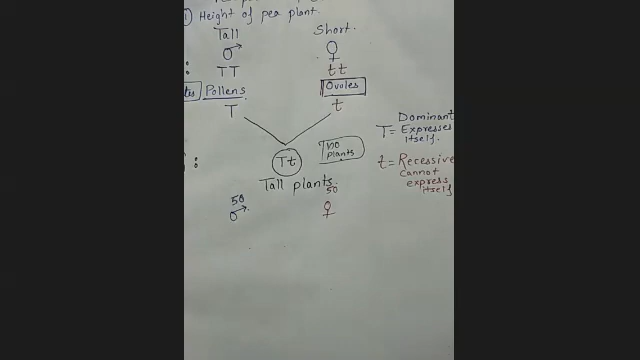 1) Height of pea plant.
Tall Short.
♂ ♀
: TT tt
Pollens Ovules
T t
Dominant
T = Expresses
itself.
Tt
plants
t = Recessive
cannot
express
itself
Tall plants.
50 50
♂ ♀